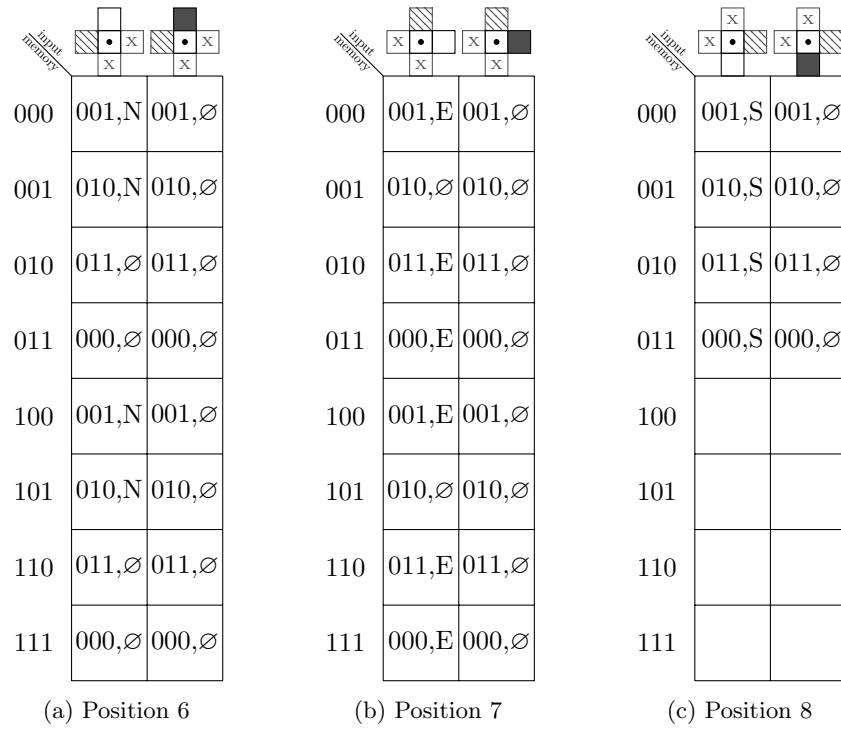 X X X X
X X X X
X X X X
input memory input memory input memory
X X X X
000 001,N 001,∅ 000 001,E 001,∅ 000 001,S 001,∅
001 010,N 010,∅ 001 010,∅ 010,∅ 001 010,S 010,∅
010 011,∅ 011,∅ 010 011,E 011,∅ 010 011,S 011,∅
011 000,∅ 000,∅ 011 000,E 000,∅ 011 000,S 000,∅
100 001,N 001,∅ 100 001,E 001,∅ 100
101 010,N 010,∅ 101 010,∅ 010,∅ 101
110 011,∅ 011,∅ 110 011,E 011,∅ 110
111 000,∅ 000,∅ 111 000,E 000,∅ 111
(a) Position 6 (b) Position 7 (c) Position 8